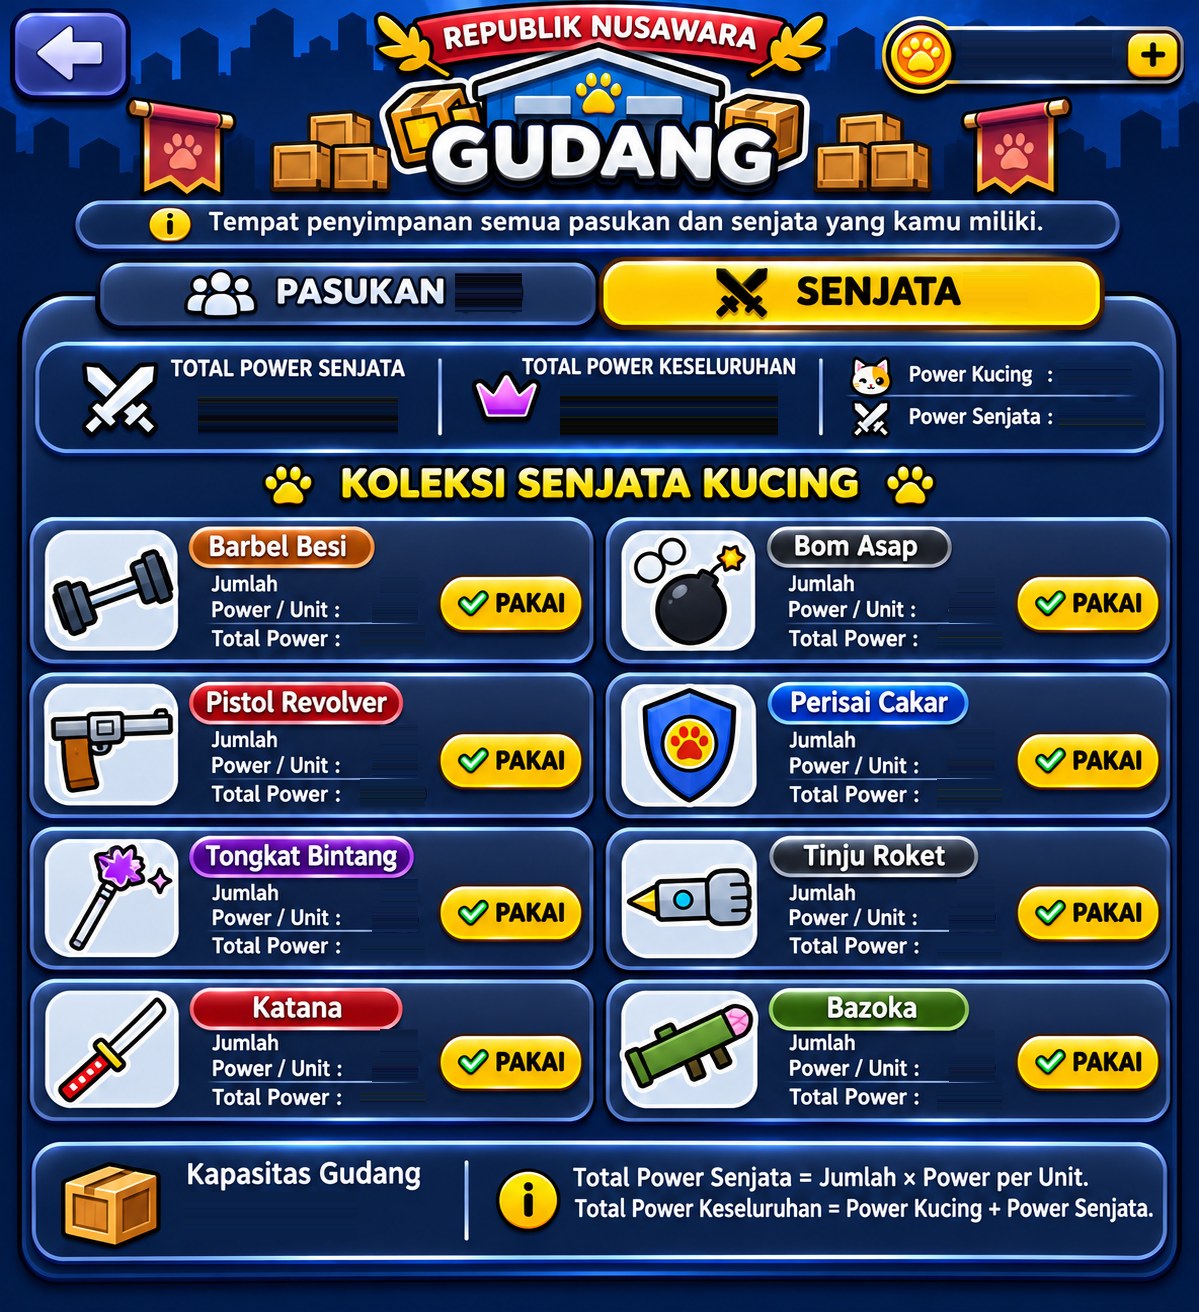 REPUBLIK NUSAWARA
GUDANG
Tempat penyimpanan semua pasukan dan senjata yang kamu miliki.
PASUKAN
SENJATA
TOTAL POWER SENJATA
TOTAL POWER KESELURUHAN
Power Kucing :
Power Senjata :
KOLEKSI SENJATA KUCING
Barbel Besi
Jumlah
Power / Unit :
Total Power :
PAKAI
Bom Asap
Jumlah
Power / Unit :
Total Power :
PAKAI
Pistol Revolver
Jumlah
Power / Unit :
Total Power :
PAKAI
Perisai Cakar
Jumlah
Power / Unit :
Total Power :
PAKAI
Tongkat Bintang
Jumlah
Power / Unit :
Total Power :
PAKAI
Tinju Roket
Jumlah
Power / Unit :
Total Power :
PAKAI
Katana
Jumlah
Power / Unit :
Total Power :
PAKAI
Bazoka
Jumlah
Power / Unit :
Total Power :
PAKAI
Kapasitas Gudang
Total Power Senjata = Jumlah × Power per Unit.
Total Power Keseluruhan = Power Kucing + Power Senjata.